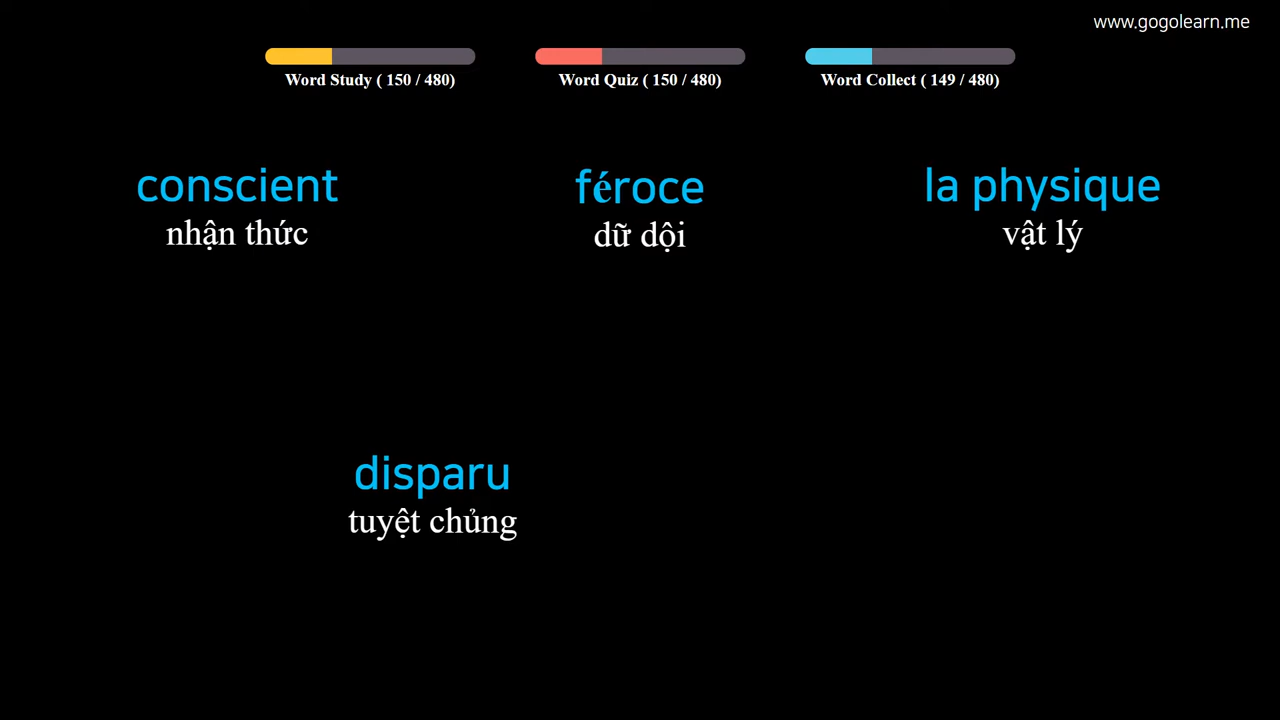 www.gogolearn.me
Word Study ( 150 / 480)
Word Quiz ( 150 / 480)
Word Collect ( 149 / 480)
conscient
nhận thức
féroce
dữ dội
la physique
vật lý
disparu
tuyệt chủng